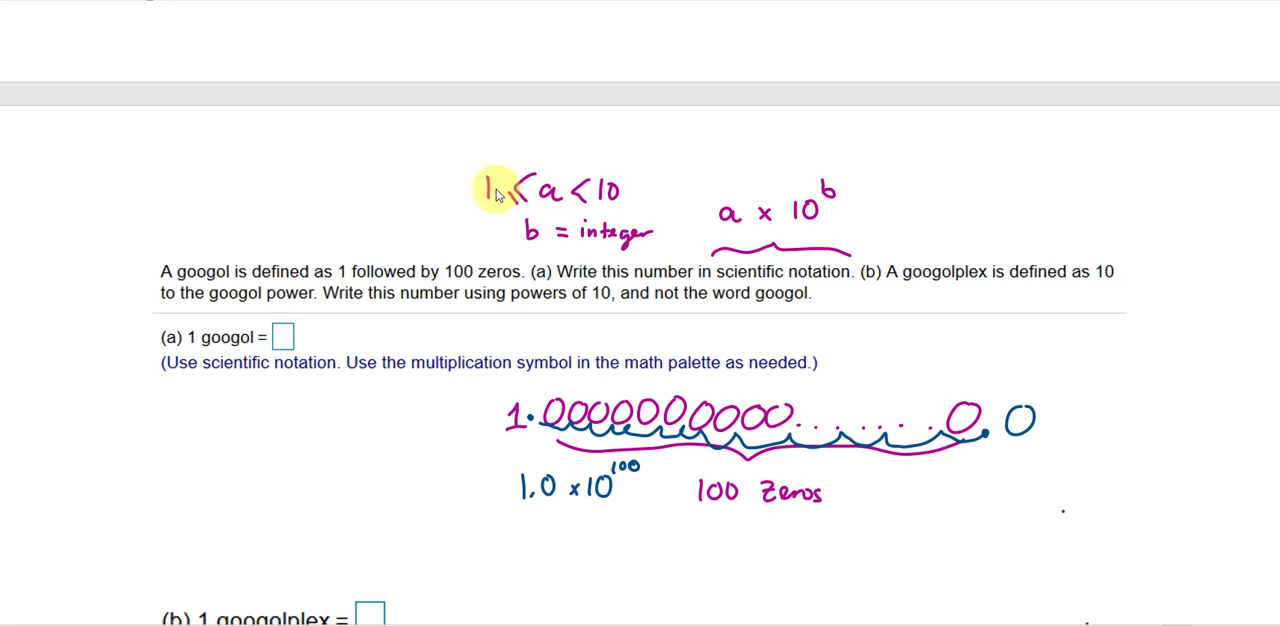 1 < a < 10
b = integer
a × 10^b
A googol is defined as 1 followed by 100 zeros. (a) Write this number in scientific notation. (b) A googolplex is defined as 10
to the googol power. Write this number using powers of 10, and not the word googol.
(a) 1 googol =
(Use scientific notation. Use the multiplication symbol in the math palette as needed.)
1.0000000000.......0.0
1.0 × 10^100
100 Zeros
(b) 1 googolplex =